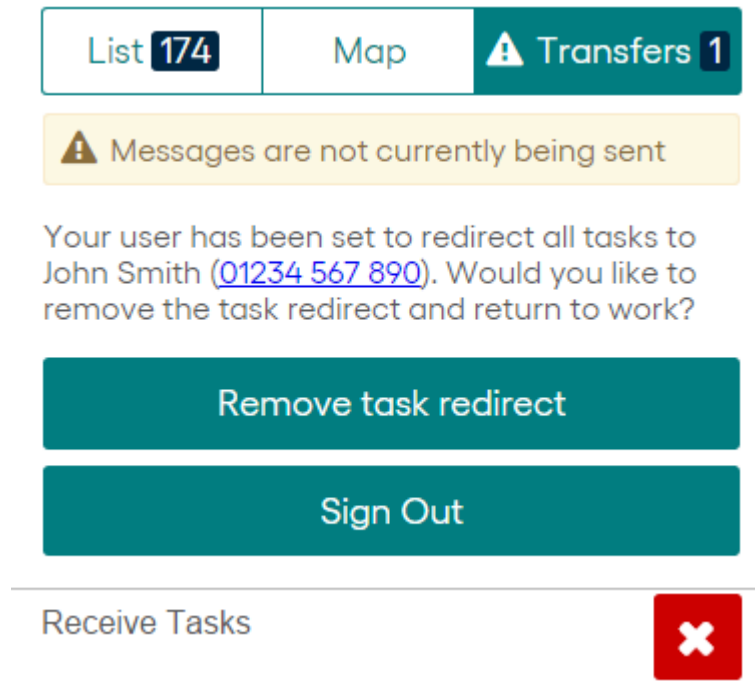 List 174 Map Transfers 1
Messages are not currently being sent
Your user has been set to redirect all tasks to
John Smith (01234 567 890). Would you like to
remove the task redirect and return to work?
Remove task redirect
Sign Out
Receive Tasks